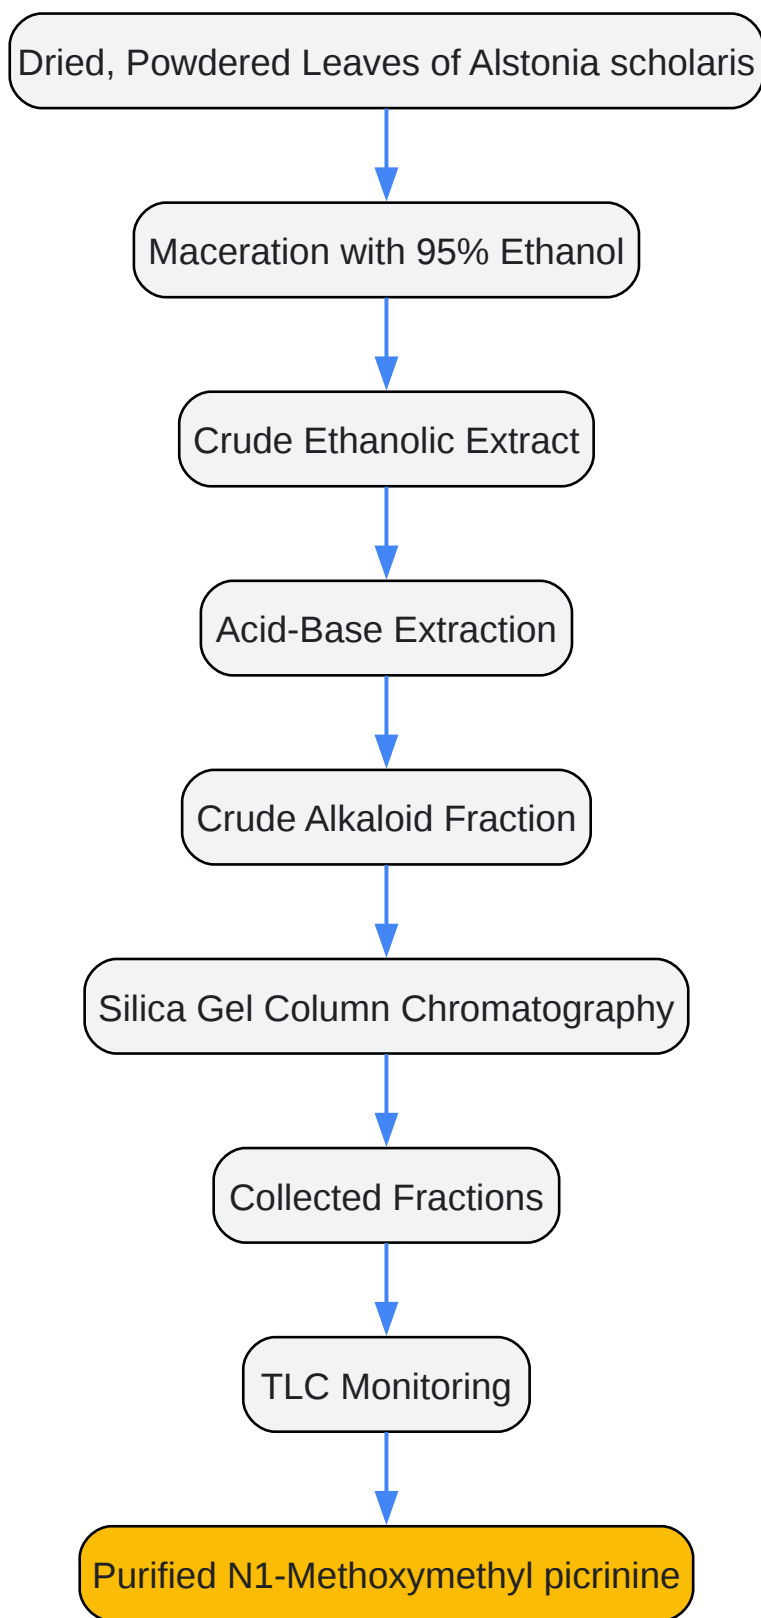 Dried, Powdered Leaves of Alstonia scholaris
Maceration with 95% Ethanol
Crude Ethanolic Extract
Acid-Base Extraction
Crude Alkaloid Fraction
Silica Gel Column Chromatography
Collected Fractions
TLC Monitoring
Purified N1-Methoxymethyl picrinine